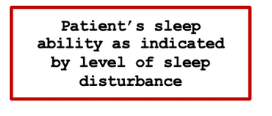 Patient's sleep
ability as indicated
by level of sleep
disturbance